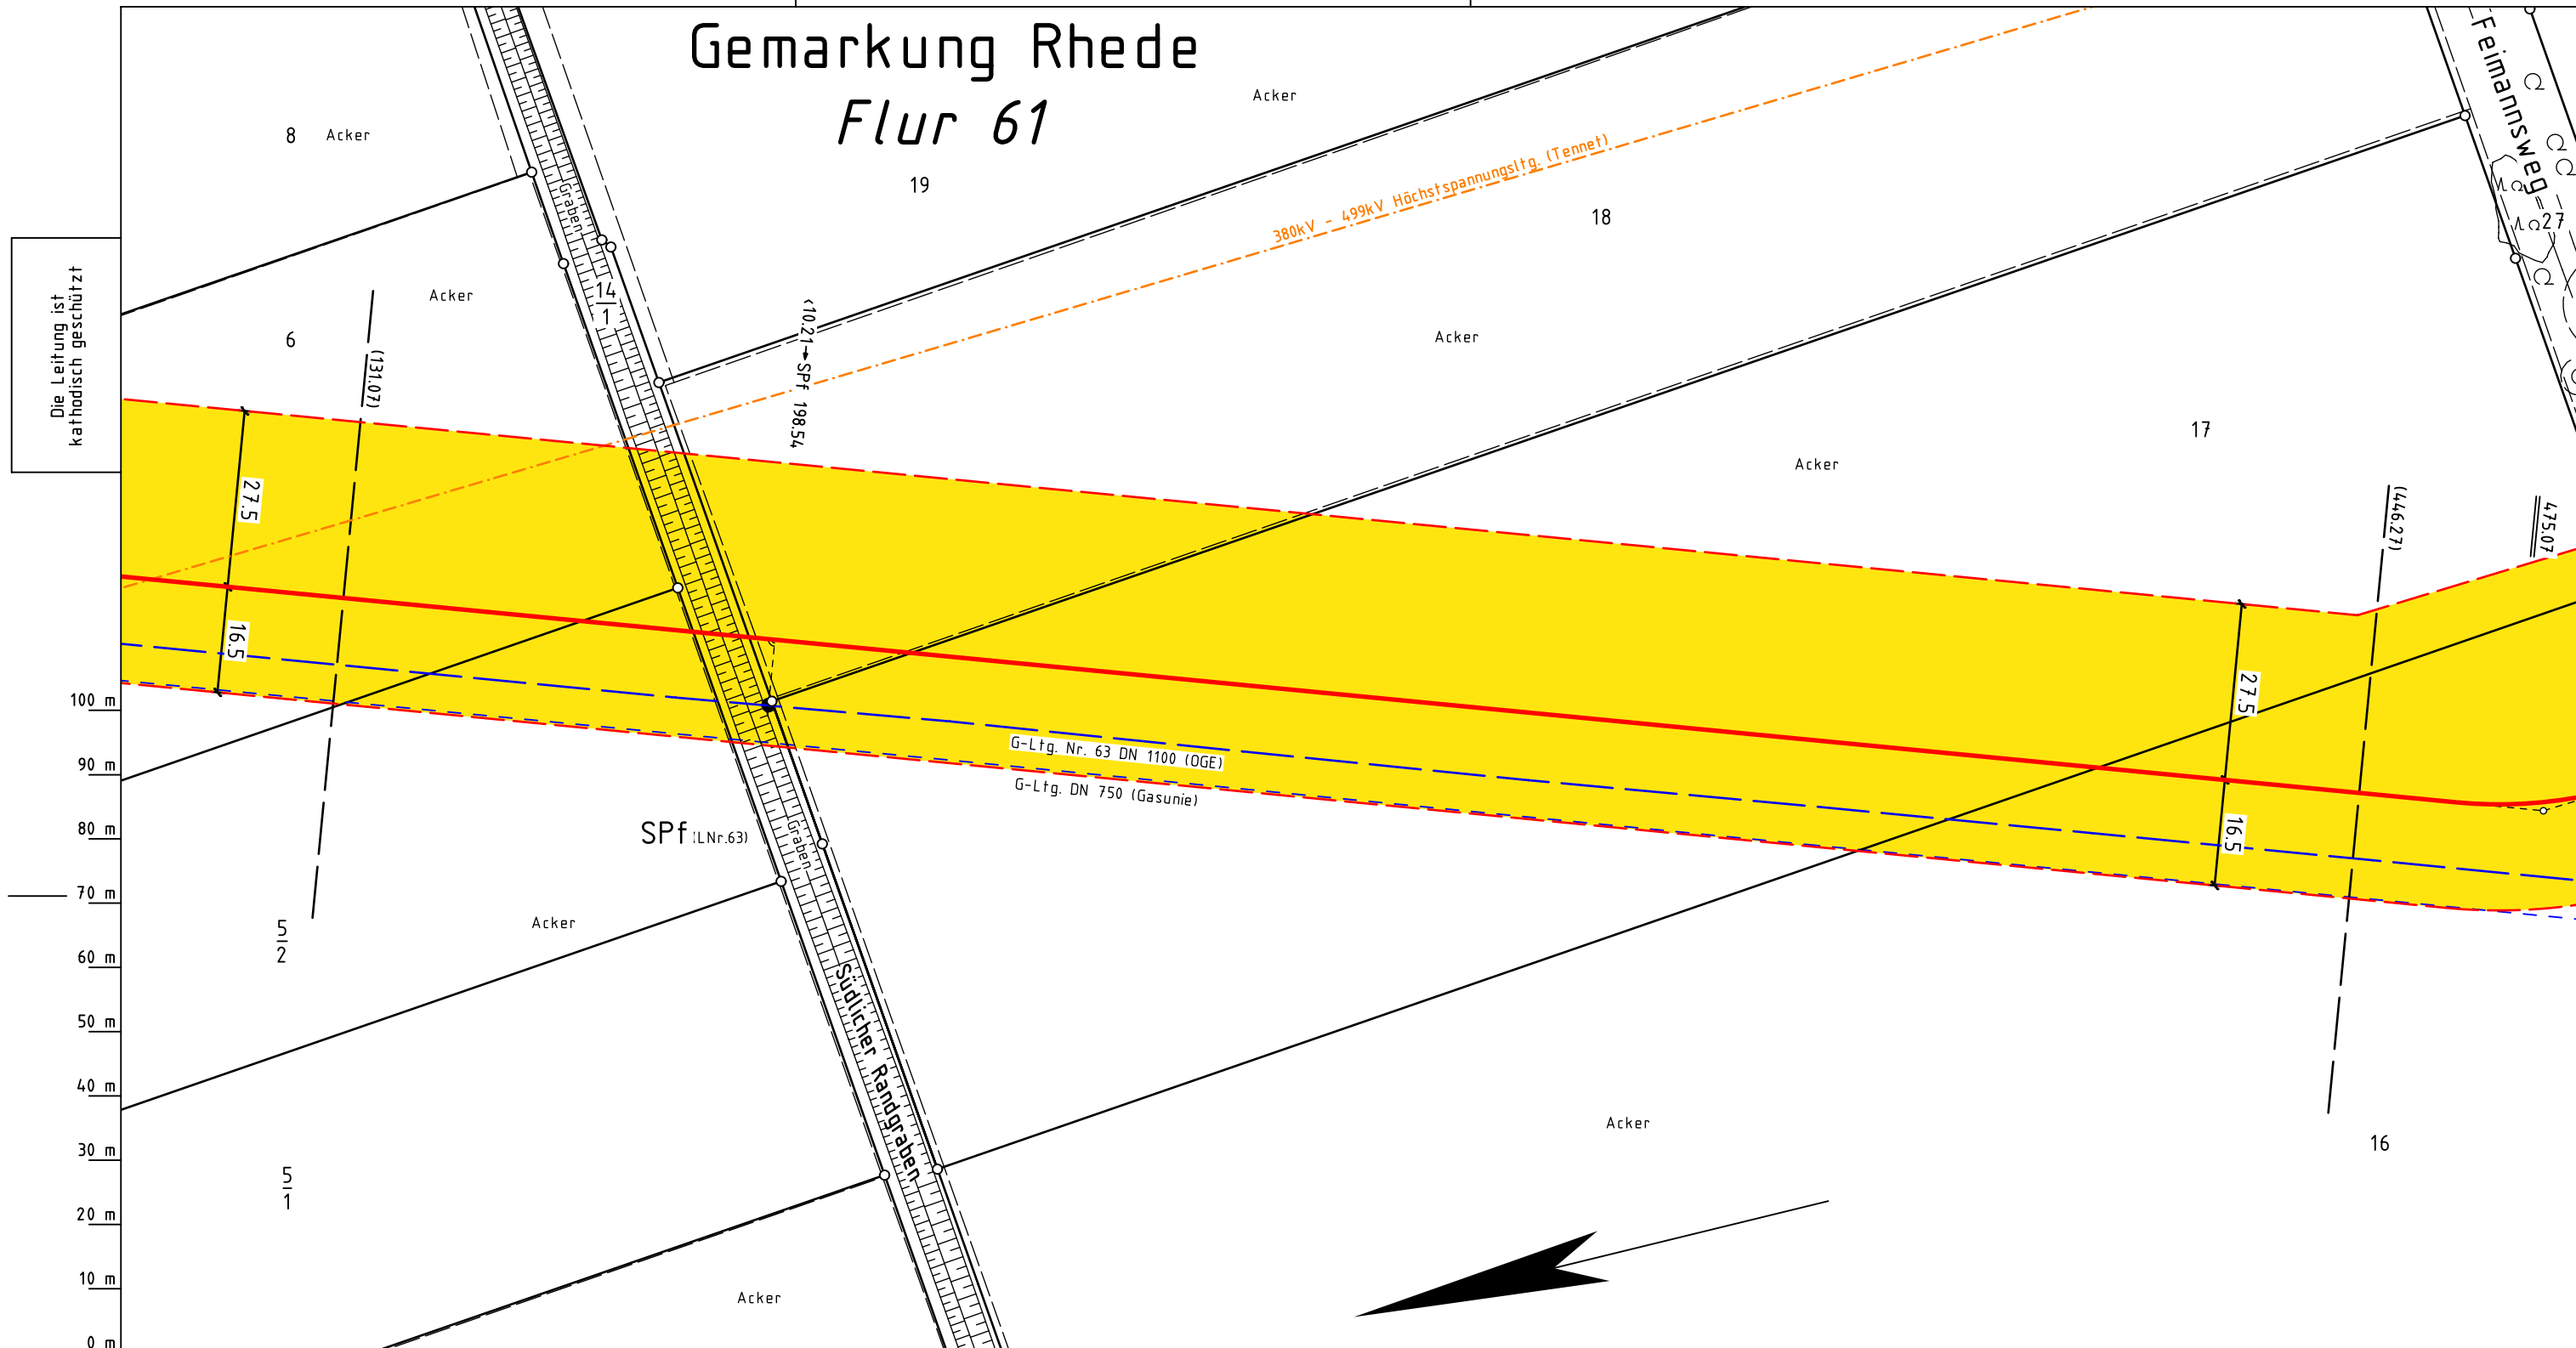 Gemarkung Rhede
Flur 61
Feimannsweg
Acker
8 Acker
Graben
19
380kV - 499kV Höchstspannungsltg. (Tennet)
18
27
Die Leitung ist
kathodisch geschützt
Acker
14
1
6
<10.21 SPf 198.54
Acker
(131.07)
17
Acker
27.5
(446.27)
475.07
16.5
27.5
100 m
G-Ltg. Nr. 63 DN 1100 (OGE)
90 m
G-Ltg. DN 750 (Gasunie)
80 m
SPf (LNr.63)
Graben
16.5
70 m
5
2
Acker
60 m
Südlicher Randgraben
50 m
40 m
Acker
30 m
16
5
1
20 m
10 m
Acker
0 m